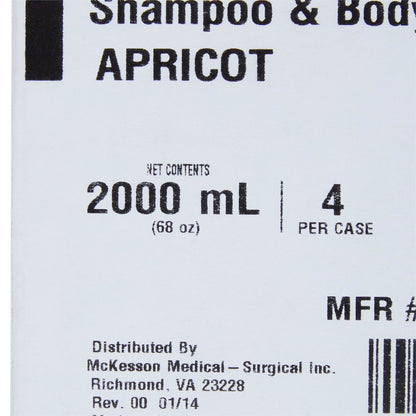 Shampoo & Body
APRICOT
NET CONTENTS
2000 mL
(68 oz)
4
PER CASE
MFR #
Distributed By
McKesson Medical–Surgical Inc.
Richmond, VA 23228
Rev. 00 01/14